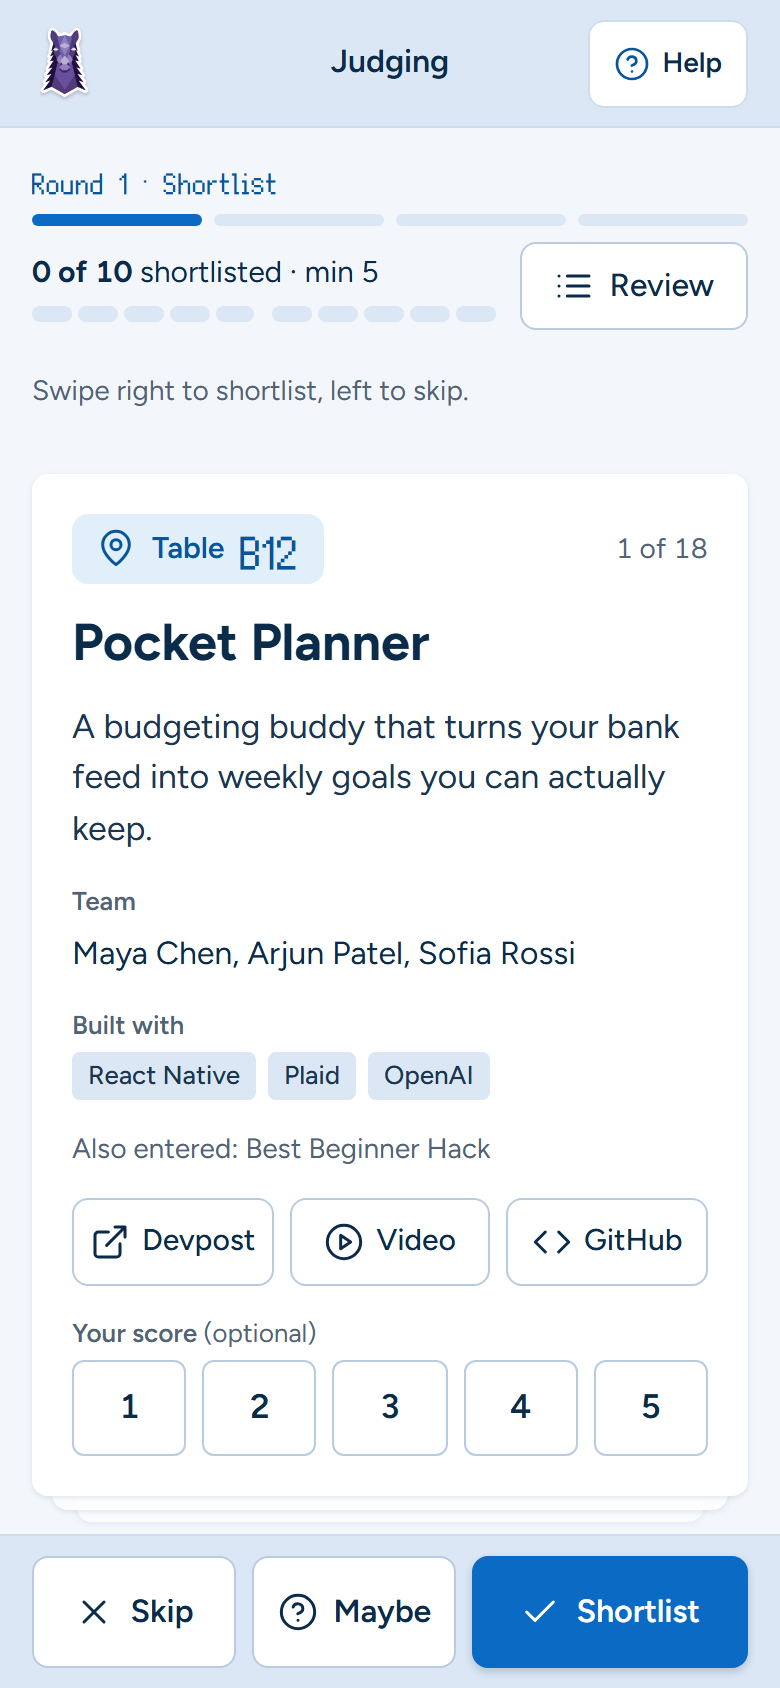 Judging
Help
Round 1 · Shortlist
0 of 10 shortlisted · min 5
Review
Swipe right to shortlist, left to skip.
Table B12
1 of 18
Pocket Planner
A budgeting buddy that turns your bank
feed into weekly goals you can actually
keep.
Team
Maya Chen, Arjun Patel, Sofia Rossi
Built with
React Native Plaid OpenAI
Also entered: Best Beginner Hack
Devpost Video GitHub
Your score (optional)
1 2 3 4 5
Skip Maybe Shortlist